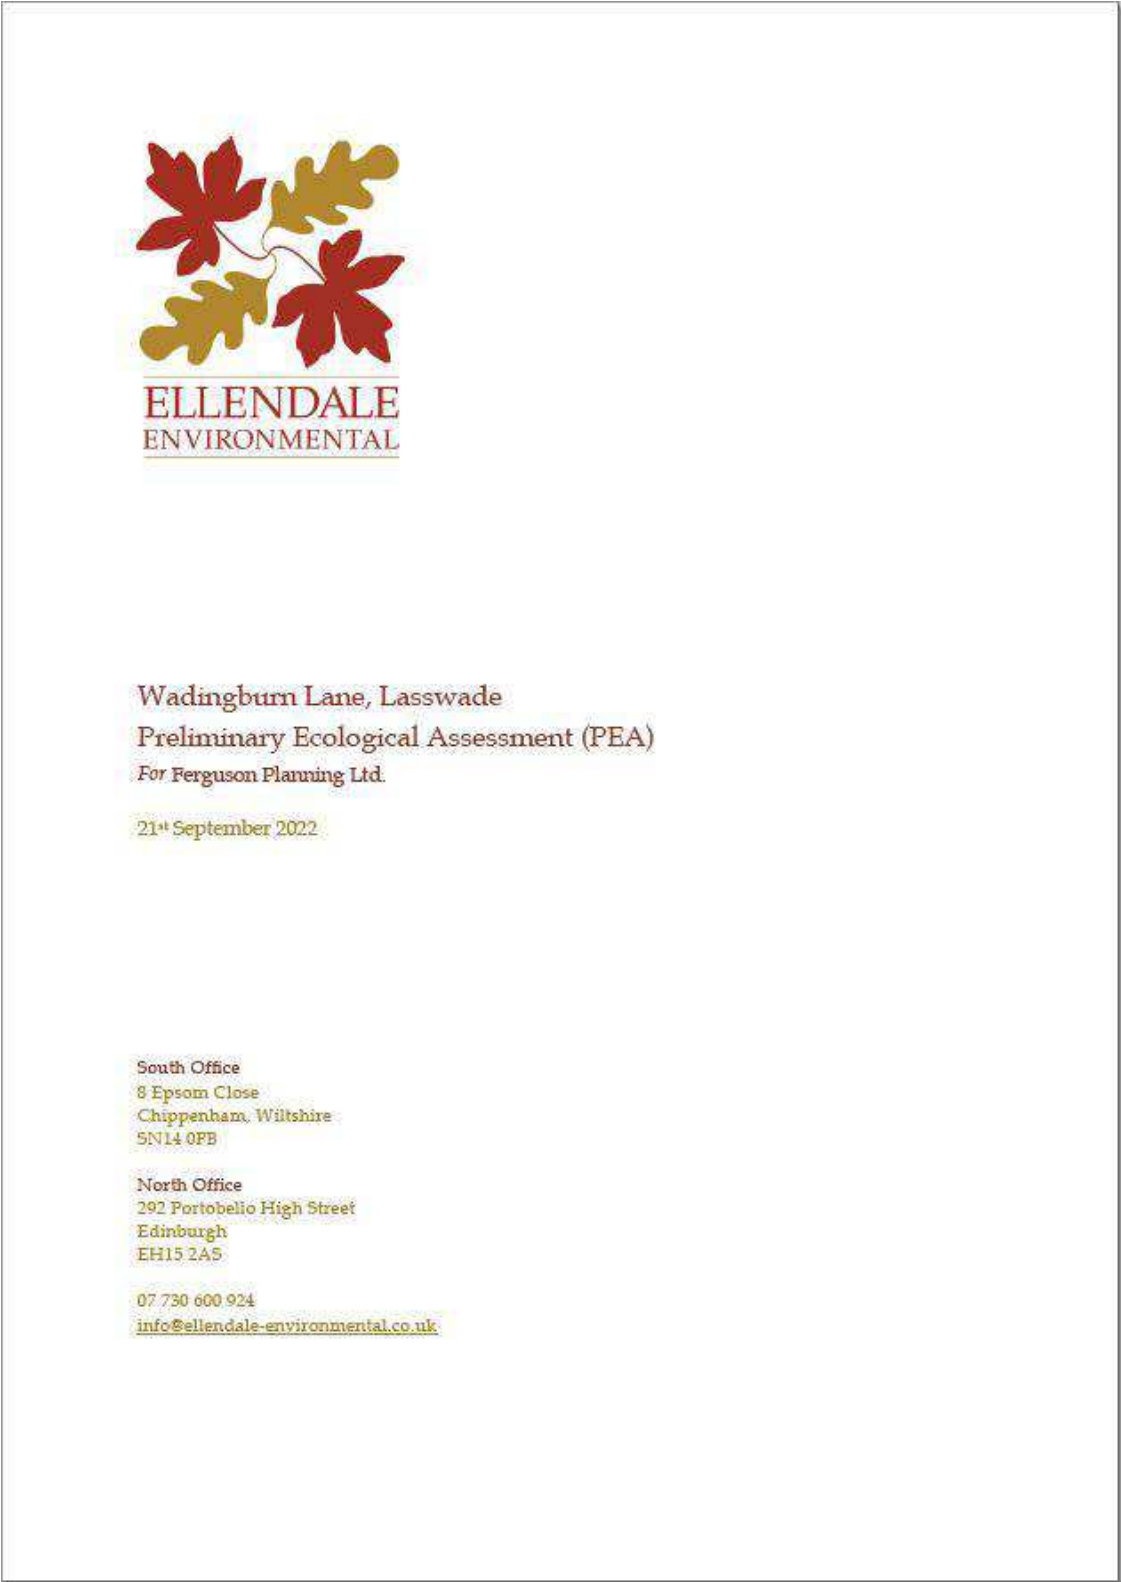 ELLENDALE
ENVIRONMENTAL
Wadingburn Lane, Lasswade
Preliminary Ecological Assessment (PEA)
For Ferguson Planning Ltd.
21st September 2022
South Office
8 Epsom Close
Chippenham, Wiltshire
SN14 0FB
North Office
292 Portobello High Street
Edinburgh
EH15 2AS
07 730 600 924
info@ellendale-environmental.co.uk